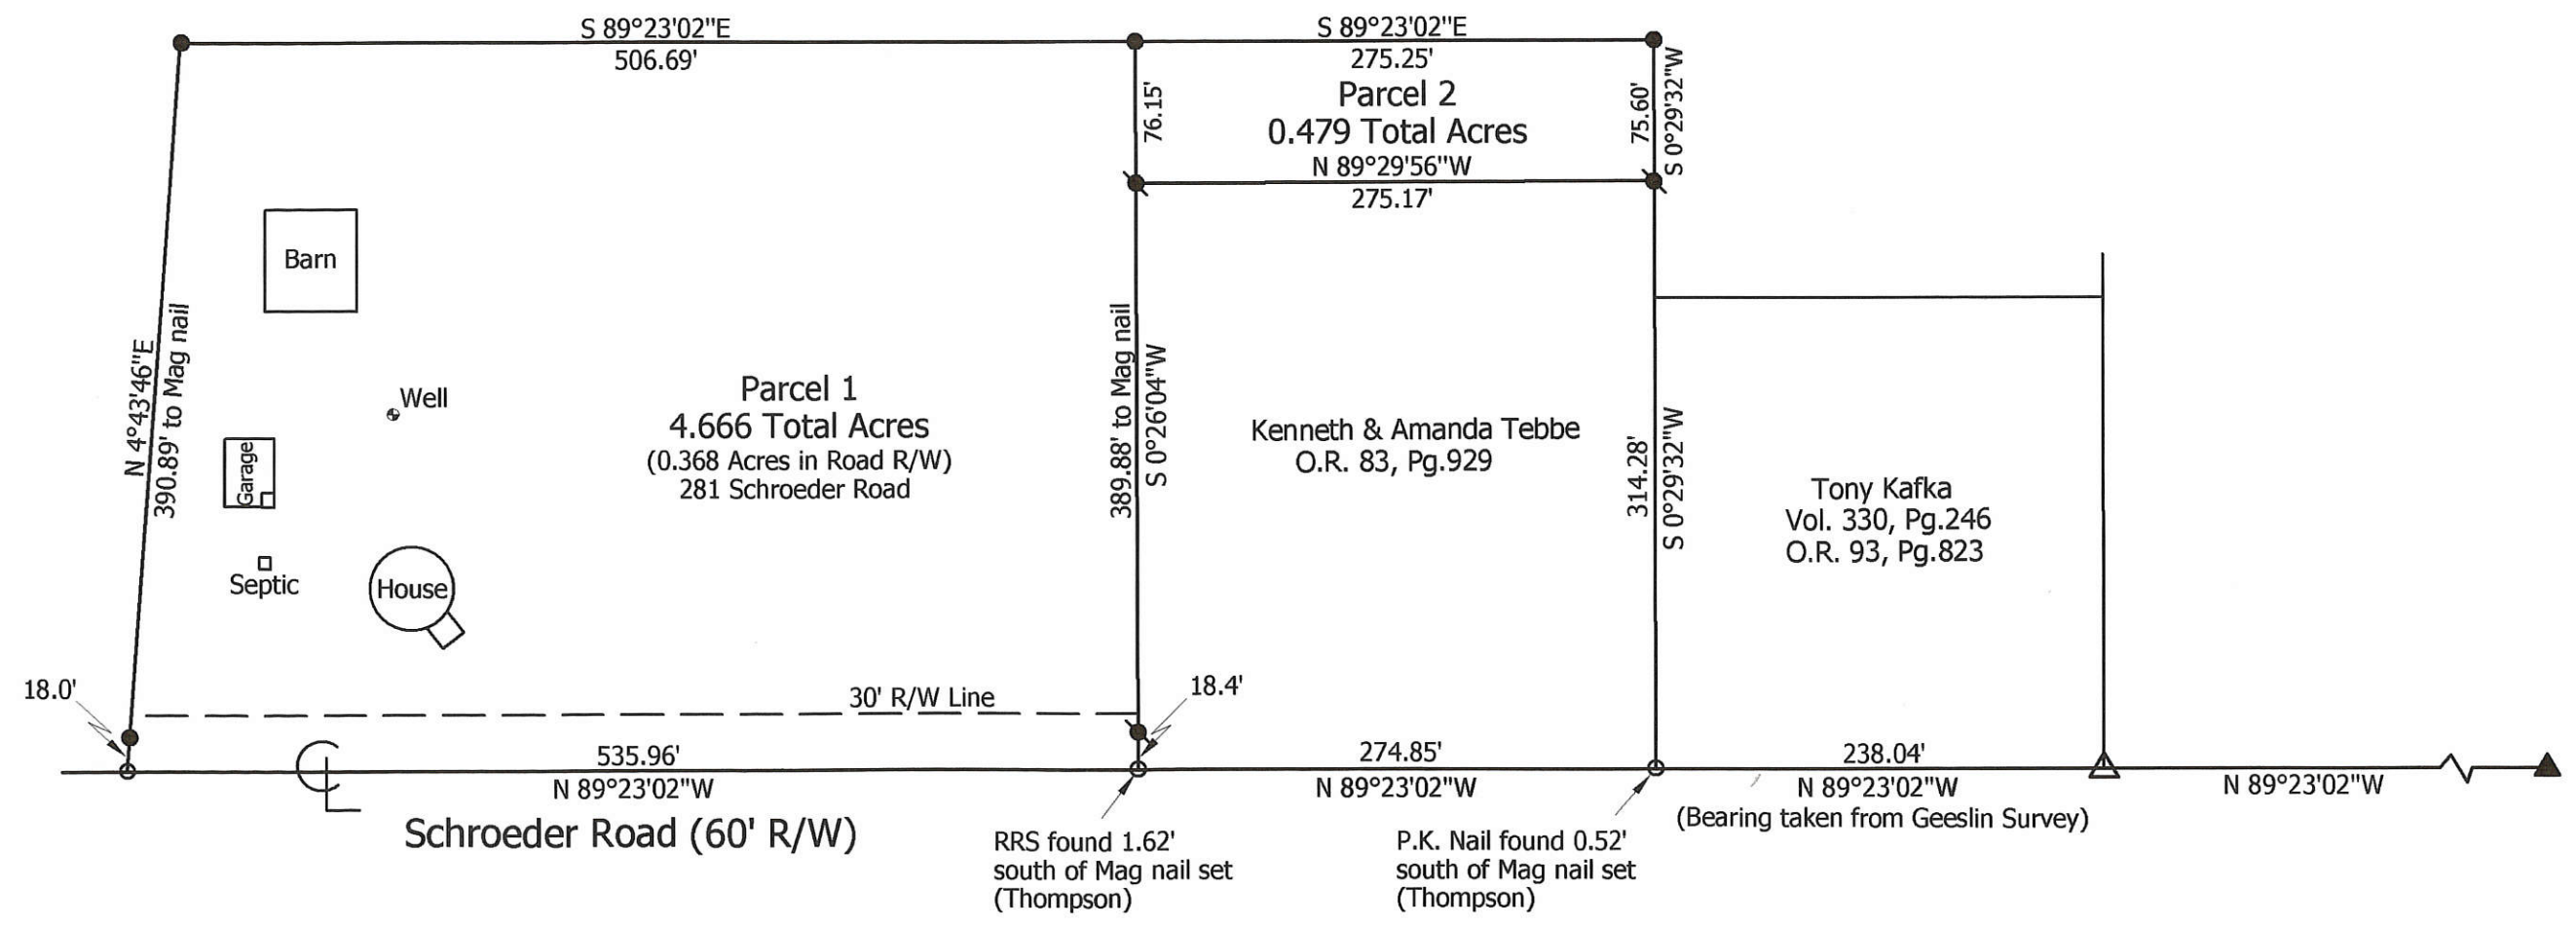 S 89°23'02"E
506.69'
S 89°23'02"E
275.25'
Parcel 2
0.479 Total Acres
N 89°29'56"W
275.17'
76.15'
75.60'
S 0°29'32"W
Barn
N 4°43'46"E
390.89' to Mag nail
Well
Garage
Septic
House
Parcel 1
4.666 Total Acres
(0.368 Acres in Road R/W)
281 Schroeder Road
389.88' to Mag nail
S 0°26'04"W
Kenneth & Amanda Tebbe
O.R. 83, Pg.929
314.28'
S 0°29'32"W
Tony Kafka
Vol. 330, Pg.246
O.R. 93, Pg.823
18.0'
30' R/W Line
18.4'
535.96'
N 89°23'02"W
274.85'
N 89°23'02"W
238.04'
N 89°23'02"W
(Bearing taken from Geeslin Survey)
N 89°23'02"W
CL
Schroeder Road (60' R/W)
RRS found 1.62'
south of Mag nail set
(Thompson)
P.K. Nail found 0.52'
south of Mag nail set
(Thompson)